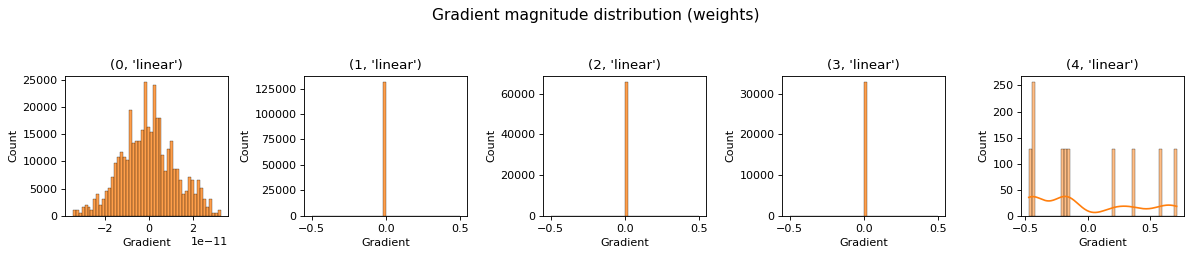 Gradient magnitude distribution (weights)
(0, 'linear')
Count
25000
20000
15000
10000
5000
0
−2
0
2
1e−11
Gradient
(1, 'linear')
Count
125000
100000
75000
50000
25000
0
−0.5
0.0
0.5
Gradient
(2, 'linear')
Count
60000
40000
20000
0
−0.5
0.0
0.5
Gradient
(3, 'linear')
Count
30000
20000
10000
0
−0.5
0.0
0.5
Gradient
(4, 'linear')
Count
250
200
150
100
50
0
−0.5
0.0
0.5
Gradient